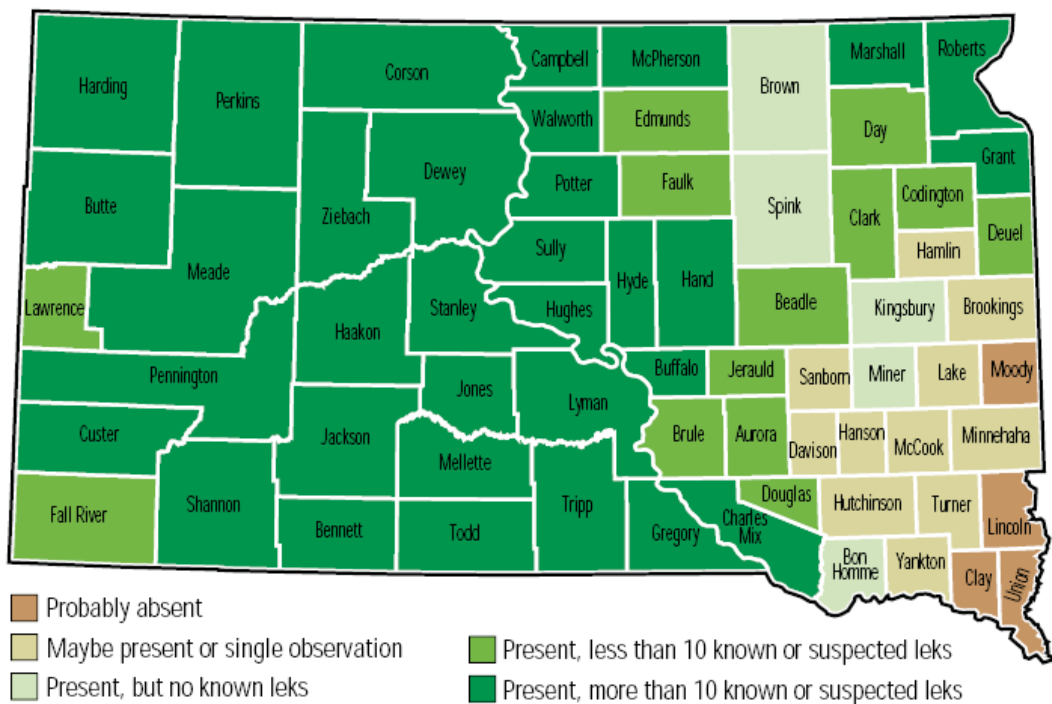 Harding
Perkins
Corson
Campbell
McPherson
Brown
Marshall
Roberts
Walworth
Edmunds
Day
Dewey
Potter
Faulk
Grant
Butte
Ziebach
Spink
Clark
Codington
Deuel
Meade
Sully
Hyde
Hand
Hamlin
Lawrence
Haakon
Stanley
Hughes
Beadle
Kingsbury
Brookings
Pennington
Jones
Lyman
Buffalo
Jerauld
Sanborn
Miner
Lake
Moody
Custer
Jackson
Mellette
Brule
Aurora
Davison
Hanson
McCook
Minnehaha
Fall River
Shannon
Bennett
Todd
Tripp
Gregory
Charles
Mix
Douglas
Hutchinson
Turner
Lincoln
Bon
Homme
Yankton
Clay
Union
Probably absent
Maybe present or single observation
Present, but no known leks
Present, less than 10 known or suspected leks
Present, more than 10 known or suspected leks